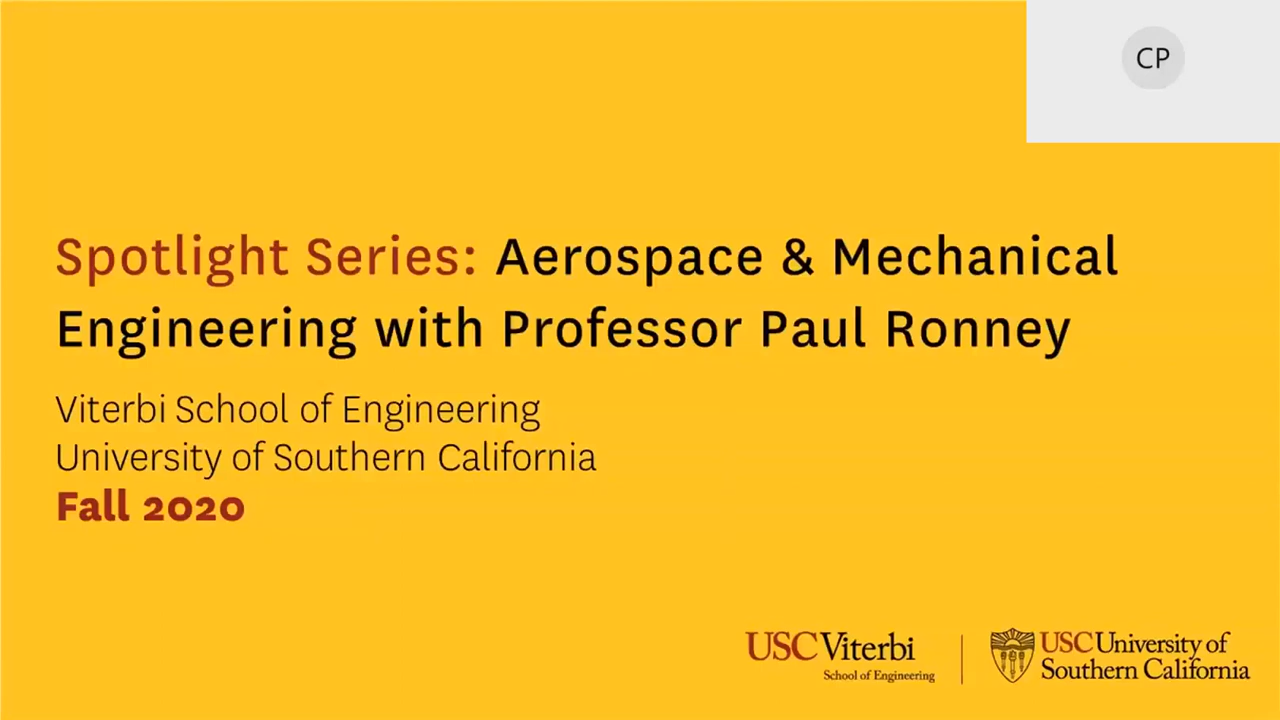 CP
Spotlight Series: Aerospace & Mechanical
Engineering with Professor Paul Ronney
Viterbi School of Engineering
University of Southern California
Fall 2020
USC Viterbi
School of Engineering
USC University of
Southern California